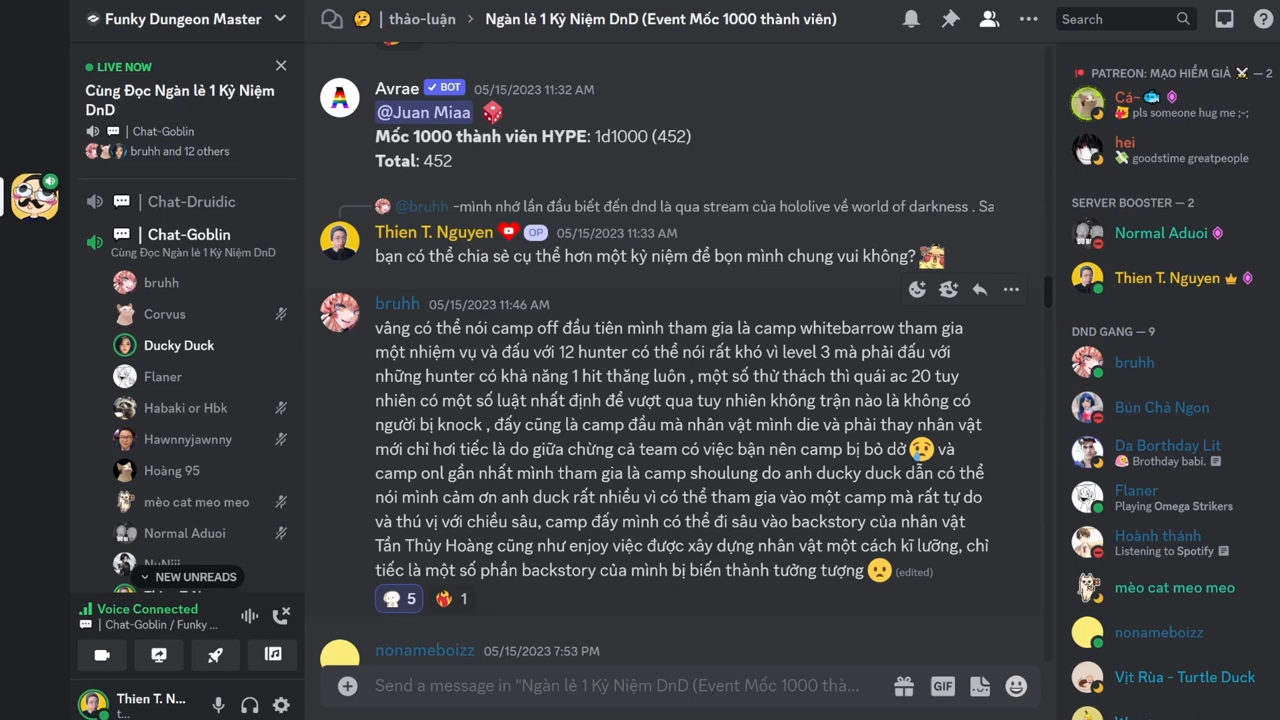 Funky Dungeon Master
LIVE NOW
Cùng Đọc Ngàn lẻ 1 Kỷ Niệm
DnD
| Chat-Goblin
bruhh and 12 others
| Chat-Druidic
| Chat-Goblin
Cùng Đọc Ngàn lẻ 1 Kỷ Niệm DnD
bruhh
Corvus
Ducky Duck
Flaner
Habaki or Hbk
Hawnnyjawnny
Hoàng 95
mèo cat meo meo
Normal Aduoi
NEW UNREADS
Voice Connected
| Chat-Goblin / Funky ...
Thien T. N...
t...
| thảo-luận › Ngàn lẻ 1 Kỷ Niệm DnD (Event Mốc 1000 thành viên)
Search
Avrae BOT 05/15/2023 11:32 AM
@Juan Miaa
Mốc 1000 thành viên HYPE: 1d1000 (452)
Total: 452
@bruhh -mình nhớ lần đầu biết đến dnd là qua stream của hololive về world of darkness . Sa
Thien T. Nguyen OP 05/15/2023 11:33 AM
bạn có thể chia sẻ cụ thể hơn một kỷ niệm để bọn mình chung vui không?
bruhh 05/15/2023 11:46 AM
vâng có thể nói camp off đầu tiên mình tham gia là camp whitebarrow tham gia
một nhiệm vụ và đấu với 12 hunter có thể nói rất khó vì level 3 mà phải đấu với
những hunter có khả năng 1 hit thăng luôn , một số thử thách thì quái ac 20 tuy
nhiên có một số luật nhất định để vượt qua tuy nhiên không trận nào là không có
người bị knock , đấy cũng là camp đầu mà nhân vật mình die và phải thay nhân vật
mới chỉ hơi tiếc là do giữa chừng cả team có việc bận nên camp bị bỏ dở 😢 và
camp onl gần nhất mình tham gia là camp shoulung do anh ducky duck dẫn có thể
nói mình cảm ơn anh duck rất nhiều vì có thể tham gia vào một camp mà rất tự do
và thú vị với chiều sâu, camp đấy mình có thể đi sâu vào backstory của nhân vật
Tần Thủy Hoàng cũng như enjoy việc được xây dựng nhân vật một cách kĩ lưỡng, chỉ
tiếc là một số phần backstory của mình bị biến thành tưởng tượng 🙁 (edited)
5 1
nonameboizz 05/15/2023 7:53 PM
Send a message in "Ngàn lẻ 1 Kỷ Niệm DnD (Event Mốc 1000 thà...
GIF
PATREON: MẠO HIỂM GIẢ ⚔ — 2
Cá~
pls someone hug me ;-;
hei
goodstime greatpeople
SERVER BOOSTER — 2
Normal Aduoi
Thien T. Nguyen
DND GANG — 9
bruhh
Bún Chả Ngon
Da Borthday Lit
Brothday babi.
Flaner
Playing Omega Strikers
Hoành thánh
Listening to Spotify
mèo cat meo meo
nonameboizz
Vịt Rùa - Turtle Duck